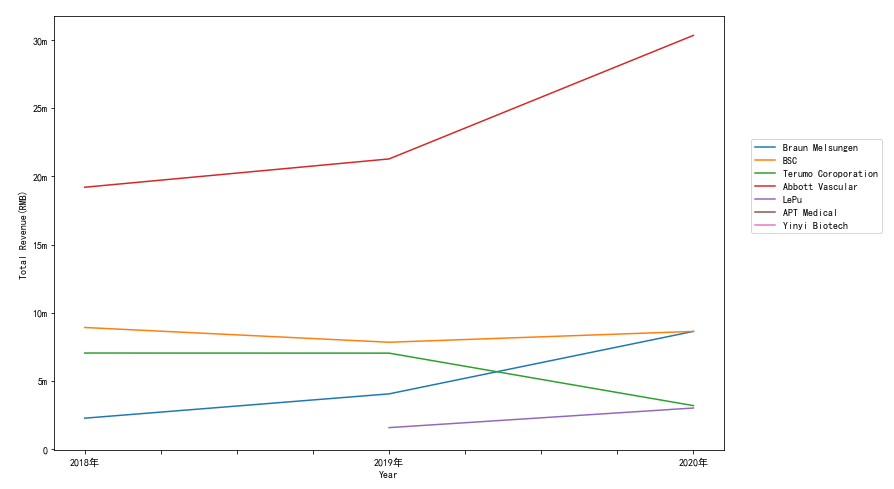 30m
25m
20m
15m
10m
5m
0
Total Revenue(RMB)
2018年
2019年
2020年
Year
Braun Melsungen
BSC
Terumo Coroporation
Abbott Vascular
LePu
APT Medical
Yinyi Biotech